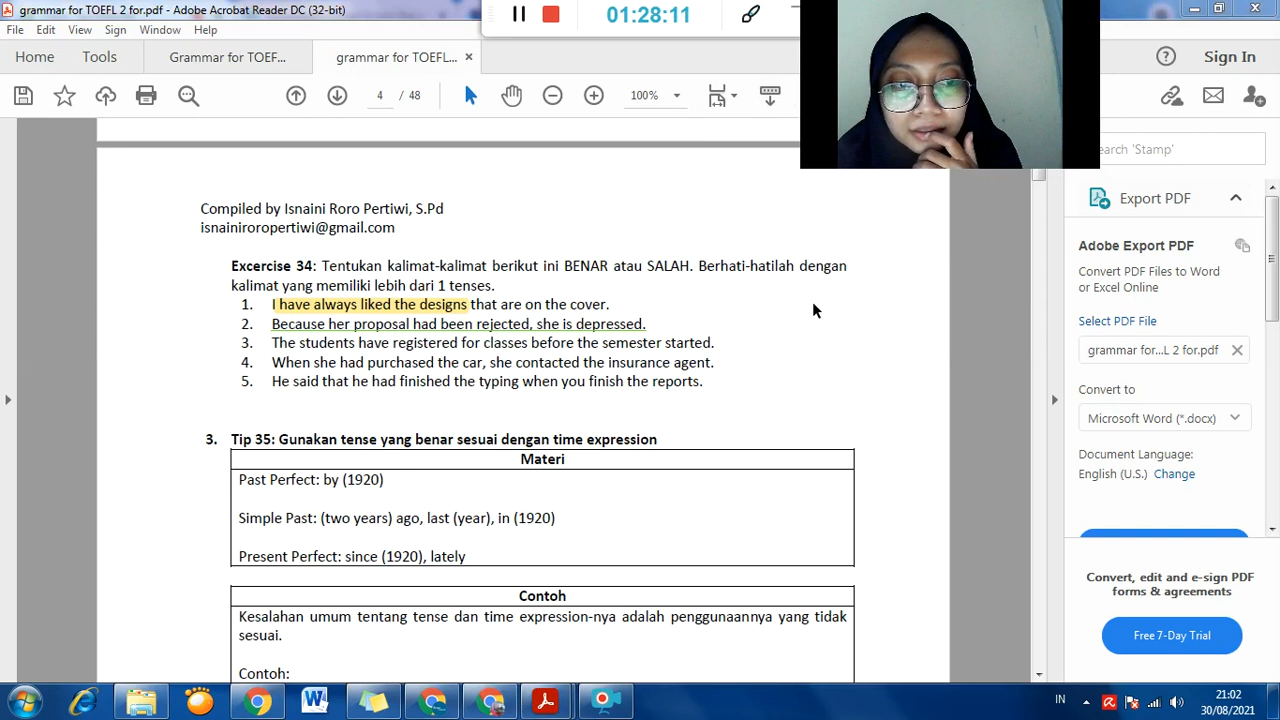 grammar for TOEFL 2 for.pdf - Adobe Acrobat Reader DC (32-bit)
01:28:11
File Edit View Sign Window Help
Home Tools Grammar for TOEF... grammar for TOEFL... × Sign In
4 / 48 100%
Compiled by Isnaini Roro Pertiwi, S.Pd
isnainiroropertiwi@gmail.com
Excercise 34: Tentukan kalimat-kalimat berikut ini BENAR atau SALAH. Berhati-hatilah dengan
kalimat yang memiliki lebih dari 1 tenses.
1. I have always liked the designs that are on the cover.
2. Because her proposal had been rejected, she is depressed.
3. The students have registered for classes before the semester started.
4. When she had purchased the car, she contacted the insurance agent.
5. He said that he had finished the typing when you finish the reports.
3. Tip 35: Gunakan tense yang benar sesuai dengan time expression
Materi
Past Perfect: by (1920)
Simple Past: (two years) ago, last (year), in (1920)
Present Perfect: since (1920), lately
Contoh
Kesalahan umum tentang tense dan time expression-nya adalah penggunaannya yang tidak
sesuai.
Contoh:
earch 'Stamp'
Export PDF
Adobe Export PDF
Convert PDF Files to Word
or Excel Online
Select PDF File
grammar for...L 2 for.pdf
Convert to
Microsoft Word (*.docx)
Document Language:
English (U.S.) Change
Convert, edit and e-sign PDF
forms & agreements
Free 7-Day Trial
IN
21:02
30/08/2021